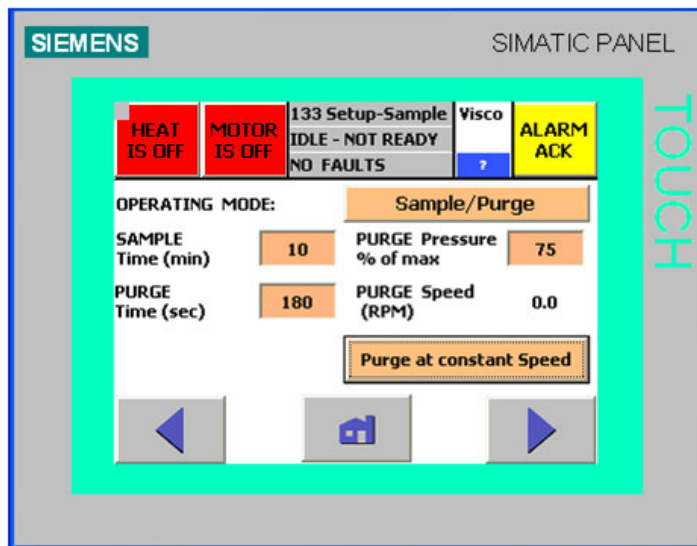 SIEMENS
SIMATIC PANEL
TOUCH
HEAT
IS OFF
MOTOR
IS OFF
133 Setup-Sample
IDLE - NOT READY
NO FAULTS
Visco
?
ALARM
ACK
OPERATING MODE:
Sample/Purge
SAMPLE
Time (min)
10
PURGE Pressure
% of max
75
PURGE
Time (sec)
180
PURGE Speed
(RPM)
0.0
Purge at constant Speed